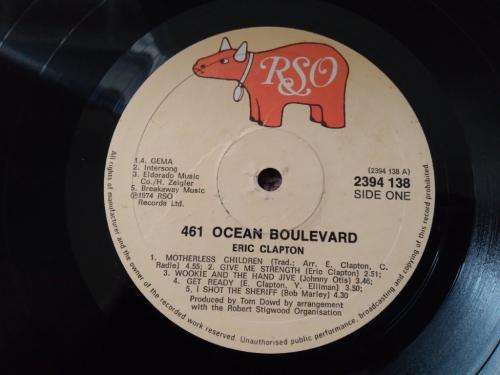 RSO
1.4. GEMA
2. Intersong
3. Eldorado Music
Co./H. Zeigler
5. Breakaway Music
℗1974 RSO
Records Ltd.
(2394 138 A)
2394 138
SIDE ONE
461 OCEAN BOULEVARD
ERIC CLAPTON
1. MOTHERLESS CHILDREN (Trad.; Arr. E. Clapton, C.
Radle) 4.55; 2. GIVE ME STRENGTH (Eric Clapton) 2.51;
3. WOOKIE AND THE HAND JIVE (Johnny Otis) 3.46;
4. GET READY (E. Clapton, Y. Elliman) 3.50;
5. I SHOT THE SHERIFF (Bob Marley) 4.30
Produced by Tom Dowd by arrangement
with the Robert Stigwood Organisation
All rights of the manufacturer and of the owner of the recorded work reserved. Unauthorised public performance, broadcasting and copying of this record prohibited